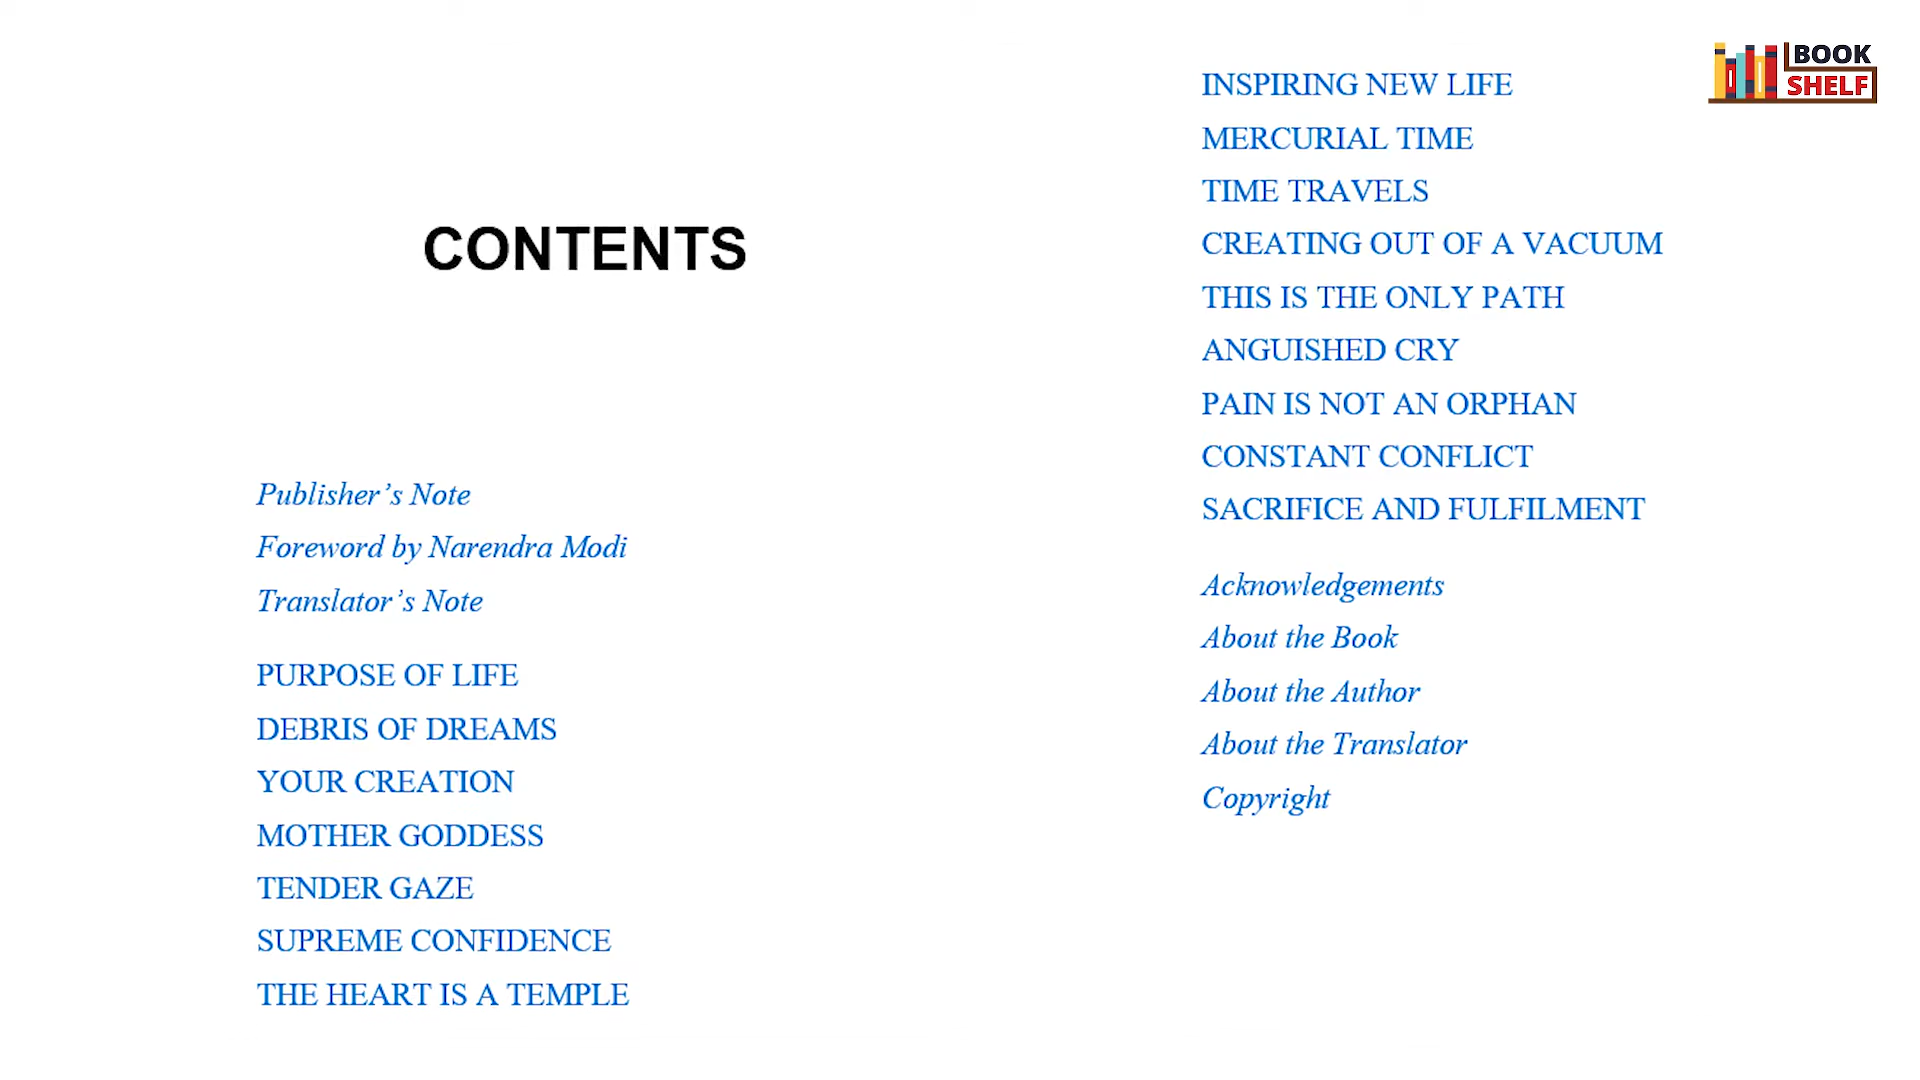 CONTENTS
Publisher’s Note
Foreword by Narendra Modi
Translator’s Note
PURPOSE OF LIFE
DEBRIS OF DREAMS
YOUR CREATION
MOTHER GODDESS
TENDER GAZE
SUPREME CONFIDENCE
THE HEART IS A TEMPLE
INSPIRING NEW LIFE
MERCURIAL TIME
TIME TRAVELS
CREATING OUT OF A VACUUM
THIS IS THE ONLY PATH
ANGUISHED CRY
PAIN IS NOT AN ORPHAN
CONSTANT CONFLICT
SACRIFICE AND FULFILMENT
Acknowledgements
About the Book
About the Author
About the Translator
Copyright
BOOK
SHELF